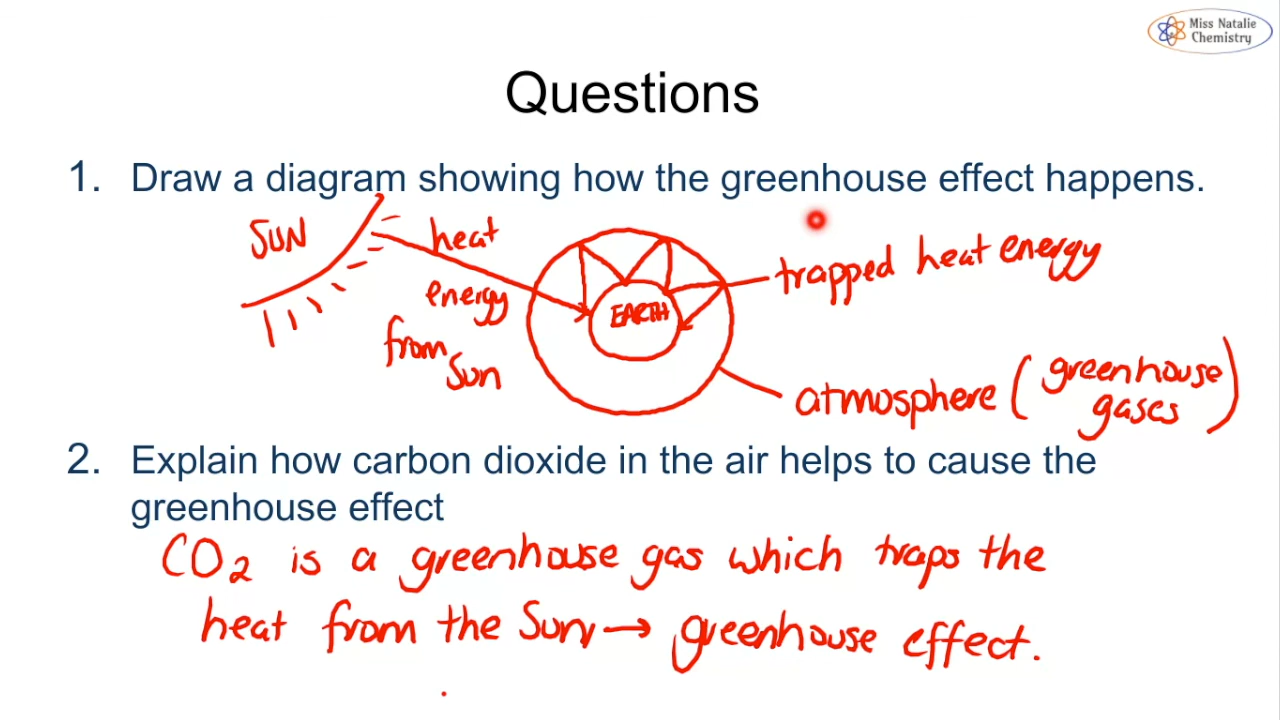 Miss Natalie
Chemistry
Questions
1. Draw a diagram showing how the greenhouse effect happens.
SUN
heat
energy
from
Sun
EARTH
trapped heat energy
atmosphere (greenhouse
gases)
2. Explain how carbon dioxide in the air helps to cause the
greenhouse effect
CO2 is a greenhouse gas which traps the
heat from the Sun → greenhouse effect.